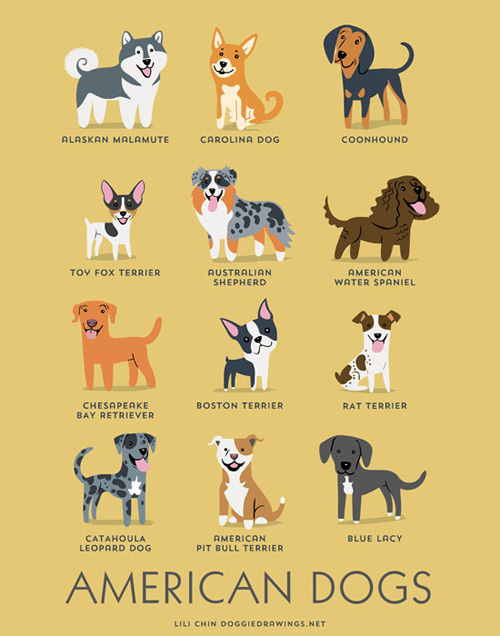 ALASKAN MALAMUTE
CAROLINA DOG
COONHOUND
TOY FOX TERRIER
AUSTRALIAN
SHEPHERD
AMERICAN
WATER SPANIEL
CHESAPEAKE
BAY RETRIEVER
BOSTON TERRIER
RAT TERRIER
CATAHOULA
LEOPARD DOG
AMERICAN
PIT BULL TERRIER
BLUE LACY
AMERICAN DOGS
LILI CHIN DOGGIEDRAWINGS.NET